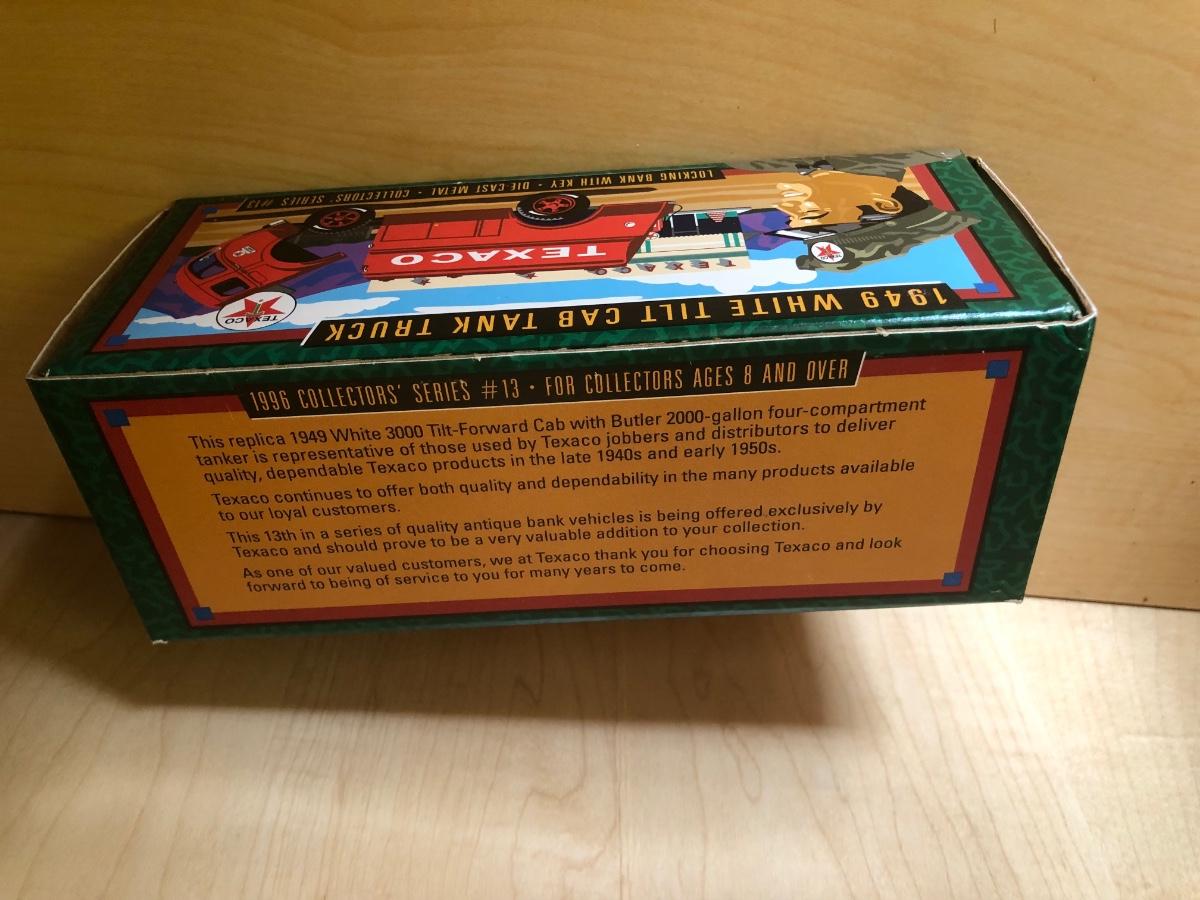 LOCKING BANK WITH KEY • DIE-CAST METAL • COLLECTORS' SERIES #13
TEXACO
TEXACO
TEXACO
1949 WHITE TILT CAB TANK TRUCK
1996 COLLECTORS' SERIES #13 • FOR COLLECTORS AGES 8 AND OVER
This replica 1949 White 3000 Tilt-Forward Cab with Butler 2000-gallon four-compartment
tanker is representative of those used by Texaco jobbers and distributors to deliver
quality, dependable Texaco products in the late 1940s and early 1950s.
Texaco continues to offer both quality and dependability in the many products available
to our loyal customers.
This 13th in a series of quality antique bank vehicles is being offered exclusively by
Texaco and should prove to be a very valuable addition to your collection.
As one of our valued customers, we at Texaco thank you for choosing Texaco and look
forward to being of service to you for many years to come.